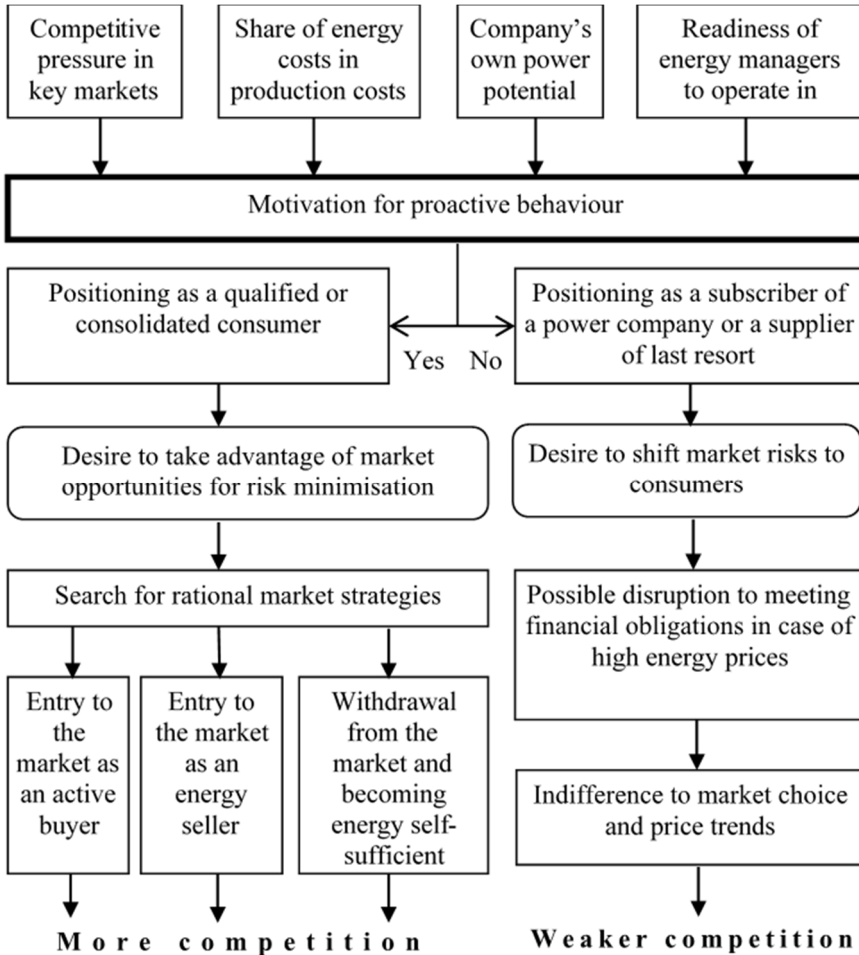 Competitive
pressure in
key markets
Share of energy
costs in
production costs
Company's
own power
potential
Readiness of
energy managers
to operate in
Motivation for proactive behaviour
Positioning as a qualified or
consolidated consumer
Yes No
Positioning as a subscriber of
a power company or a supplier
of last resort
Desire to take advantage of market
opportunities for risk minimisation
Desire to shift market risks to
consumers
Search for rational market strategies
Possible disruption to meeting
financial obligations in case of
high energy prices
Entry to
the
market as
an active
buyer
Entry to
the market
as an
energy
seller
Withdrawal
from the
market and
becoming
energy self-
sufficient
Indifference to market choice
and price trends
More competition
Weaker competition